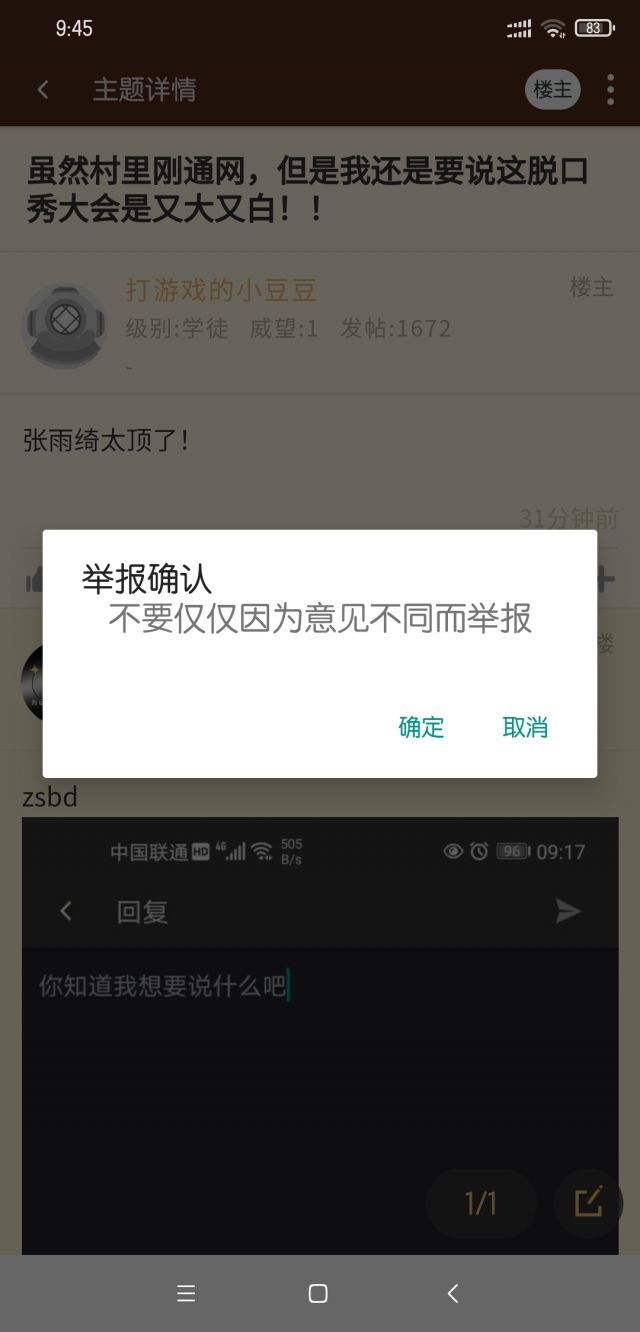 9:45
83
主题详情
楼主
虽然村里刚通网，但是我还是要说这脱口
秀大会是又大又白！！
打游戏的小豆豆
楼主
级别:学徒 威望:1 发帖:1672
-
张雨绮太顶了！
31分钟前
举报确认
不要仅仅因为意见不同而举报
楼
确定
取消
zsbd
中国联通 HD 4G 505 B/s 96 09:17
回复
你知道我想要说什么吧
1/1